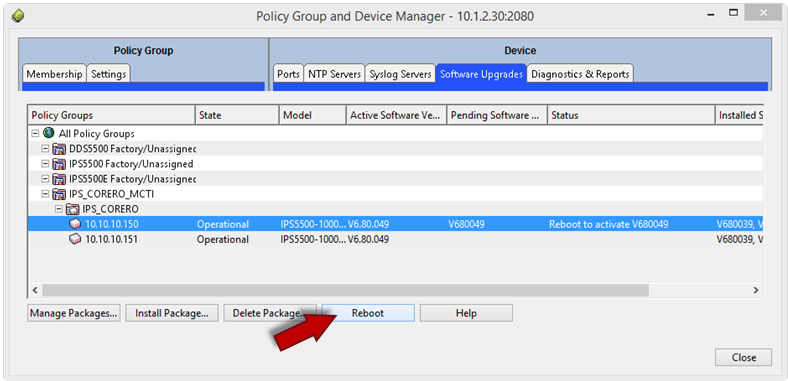 Policy Group and Device Manager - 10.1.2.30:2080
Policy Group Device
Membership Settings Ports NTP Servers Syslog Servers Software Upgrades Diagnostics & Reports
Policy Groups State Model Active Software Ve... Pending Software ... Status Installed S
All Policy Groups
DDS5500 Factory/Unassigned
IPS5500 Factory/Unassigned
IPS5500E Factory/Unassigned
IPS_CORERO_MCTI
IPS_CORERO
10.10.10.150 Operational IPS5500-1000... V6.80.049 V680049 Reboot to activate V680049 V680039, V
10.10.10.151 Operational IPS5500-1000... V6.80.049 V680039, V
Manage Packages... Install Package... Delete Package... Reboot Help
Close